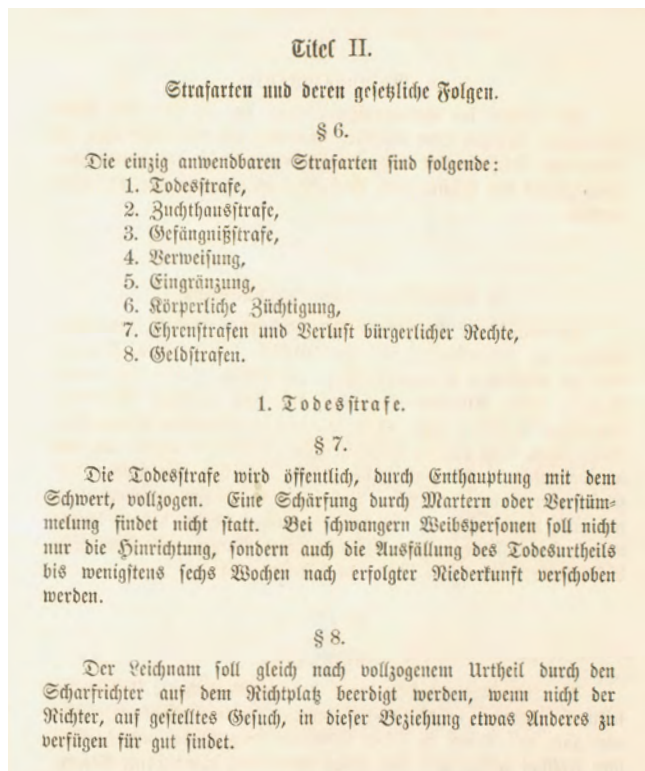 Titel II.
Strafarten und deren gesetzliche Folgen.
§ 6.
Die einzig anwendbaren Strafarten sind folgende:
1. Todesstrafe,
2. Zuchthausstrafe,
3. Gefängnißstrafe,
4. Verweisung,
5. Eingränzung,
6. Körperliche Züchtigung,
7. Ehrenstrafen und Verlust bürgerlicher Rechte,
8. Geldstrafen.
1. Todesstrafe.
§ 7.
Die Todesstrafe wird öffentlich, durch Enthauptung mit dem
Schwert, vollzogen. Eine Schärfung durch Martern oder Verstüm-
melung findet nicht statt. Bei schwangern Weibspersonen soll nicht
nur die Hinrichtung, sondern auch die Ausfällung des Todesurtheils
bis wenigstens sechs Wochen nach erfolgter Niederkunft verschoben
werden.
§ 8.
Der Leichnam soll gleich nach vollzogenem Urtheil durch den
Scharfrichter auf dem Richtplatz beerdigt werden, wenn nicht der
Richter, auf gestelltes Gesuch, in dieser Beziehung etwas Anderes zu
verfügen für gut findet.